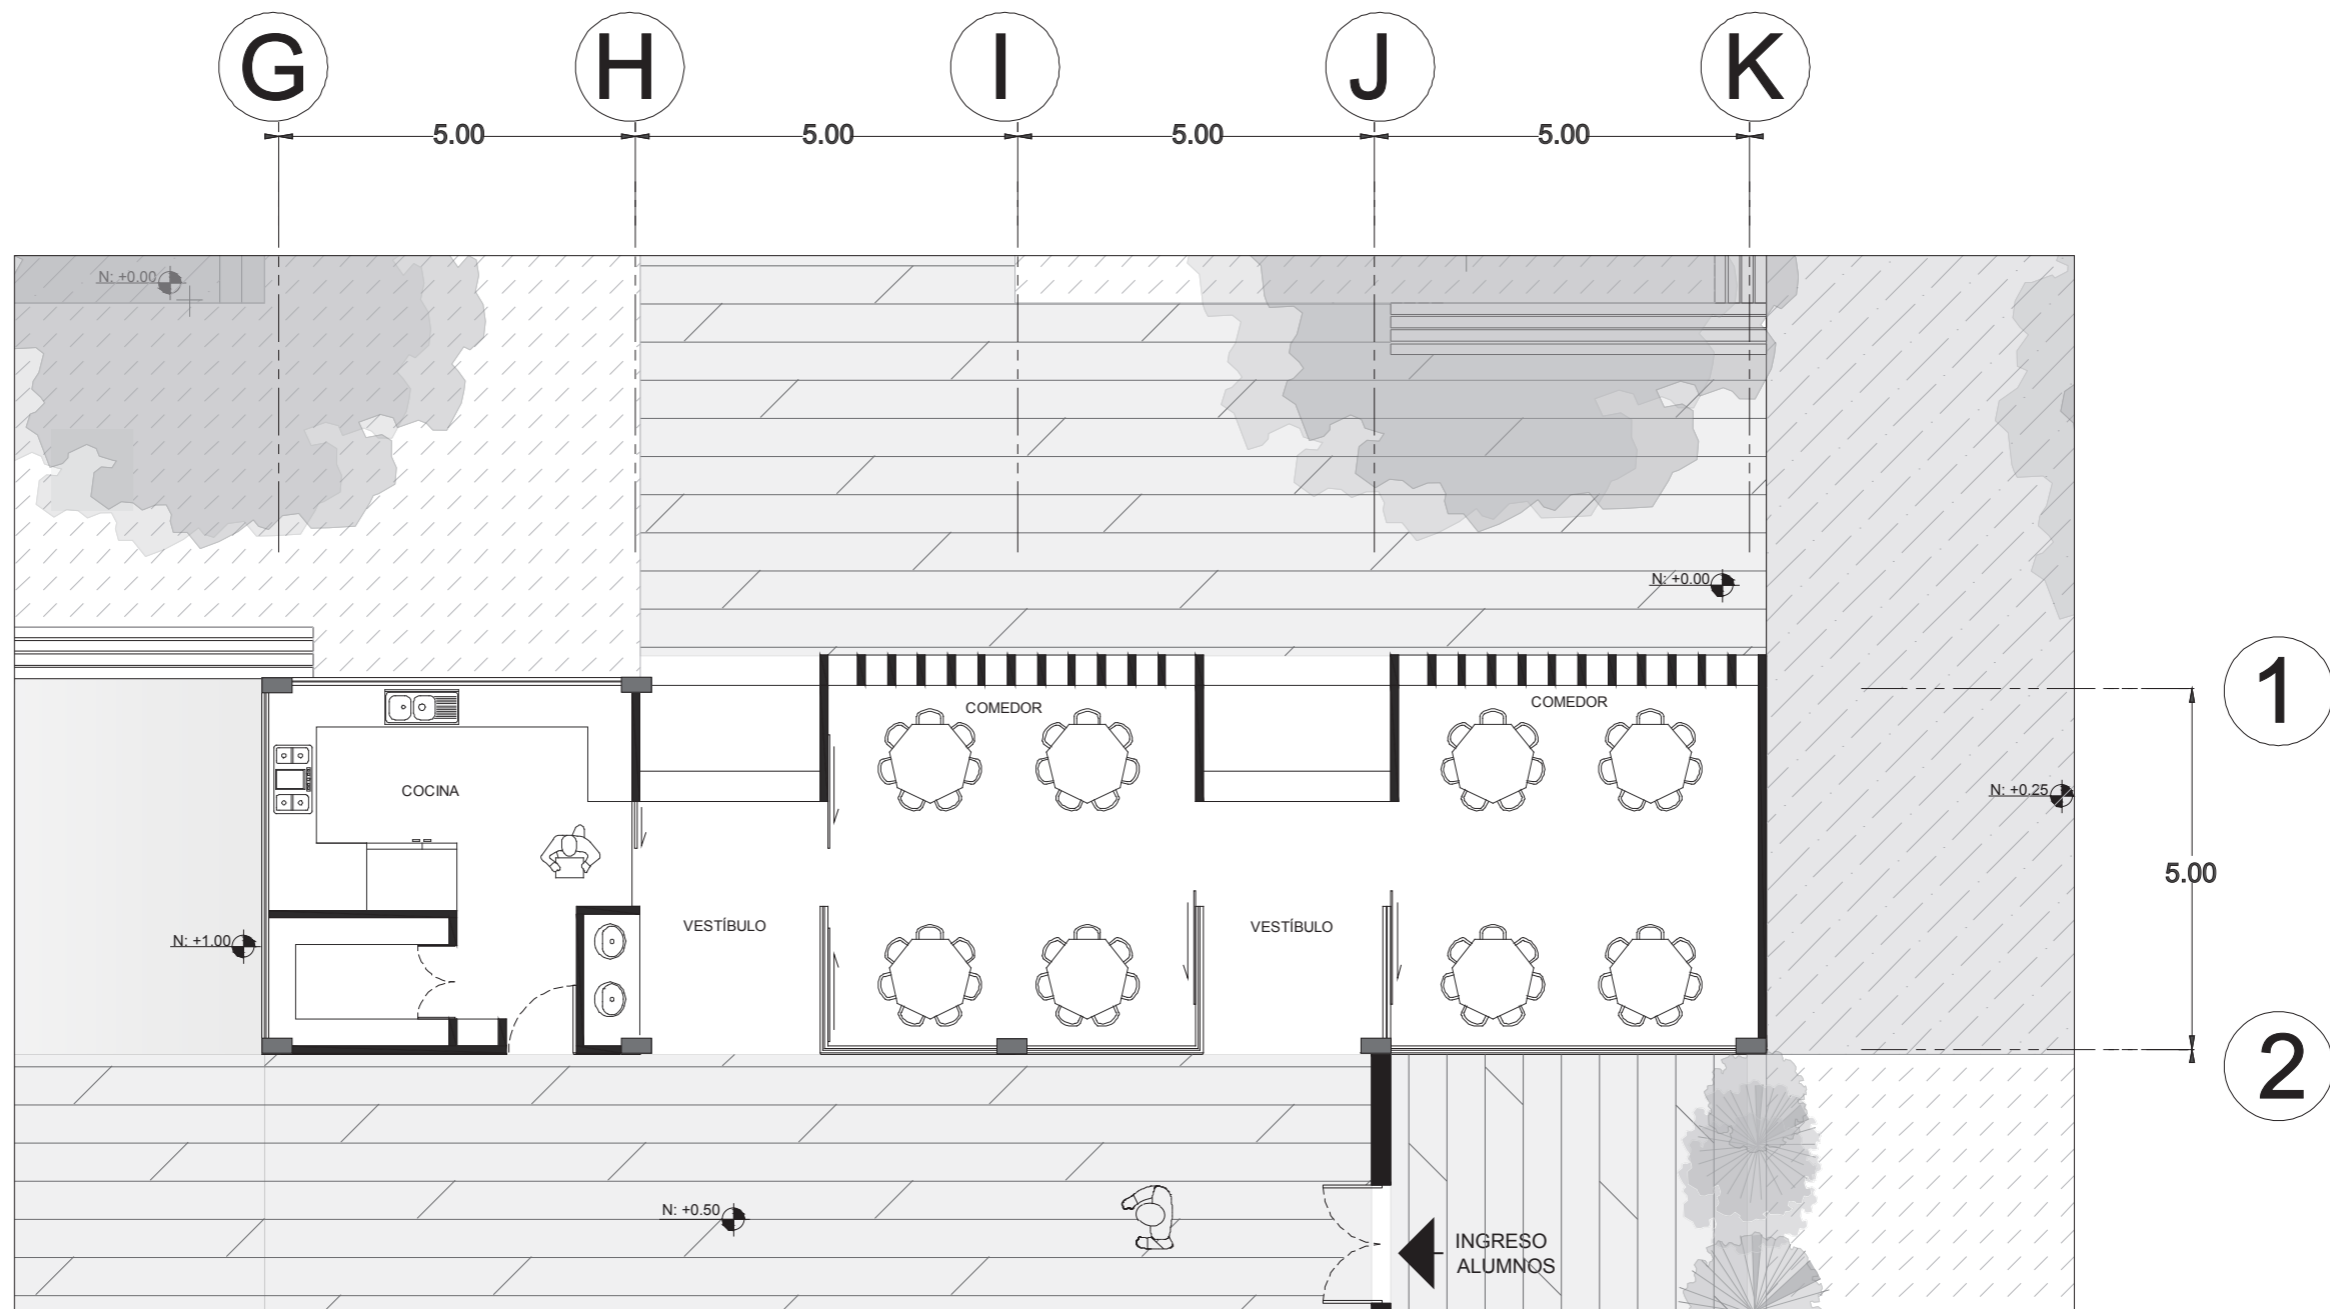 G H I J K
5.00 5.00 5.00 5.00
N: +0.00
N: +0.00
1
COMEDOR COMEDOR
COCINA
N: +0.25
5.00
VESTÍBULO VESTÍBULO
N: +1.00
2
N: +0.50
INGRESO
ALUMNOS